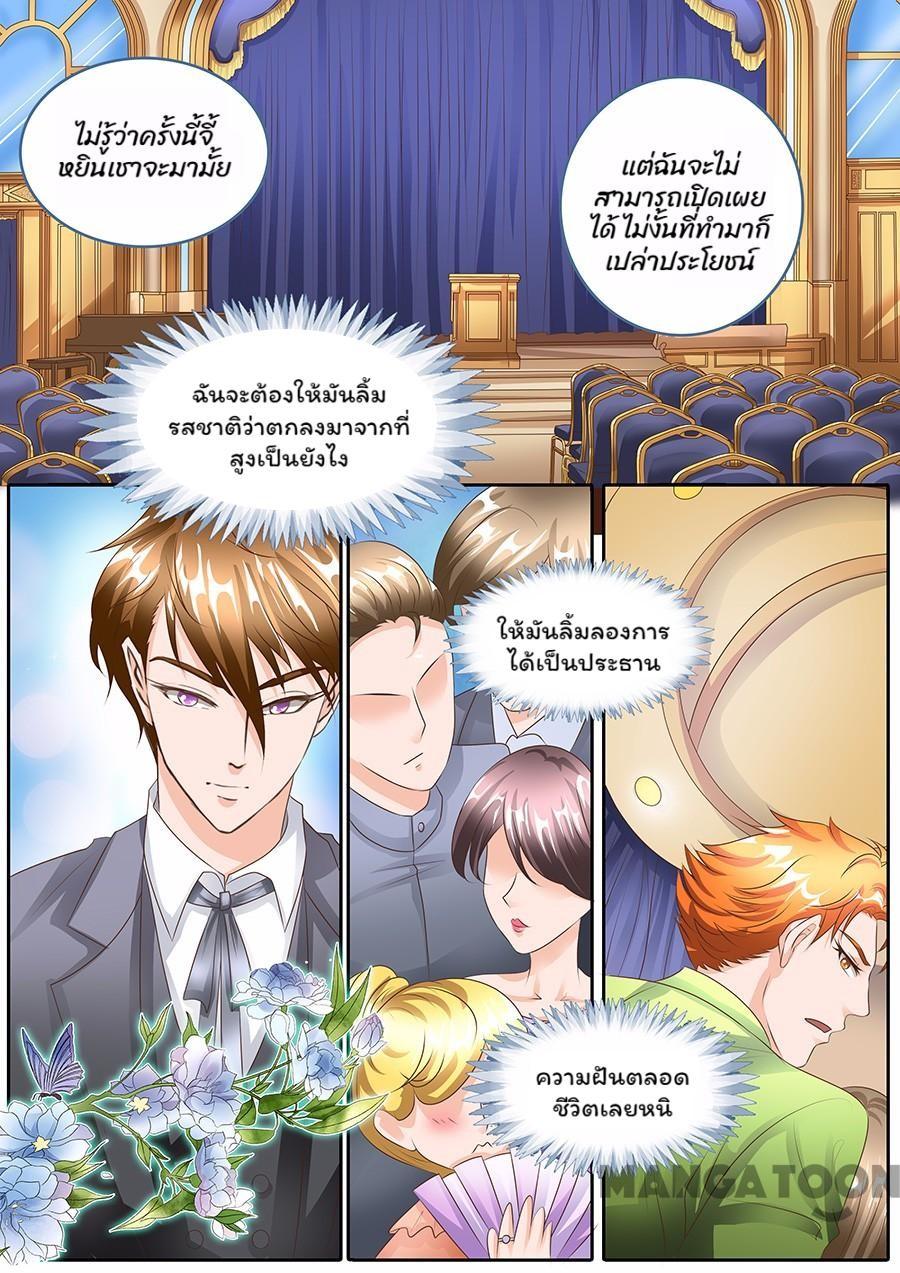 ไม่รู้ว่าครั้งนี้จี้
หยินเชาจะมามั้ย
แต่ฉันจะไม่
สามารถเปิดเผย
ได้ ไม่งั้นที่ทำมาก็
เปล่าประโยชน์
ฉันจะต้องให้มันลิ้ม
รสชาติว่าตกลงมาจากที่
สูงเป็นยังไง
ให้มันลิ้มลองการ
ได้เป็นประธาน
ความฝันตลอด
ชีวิตเลยหนิ
MANGATOON